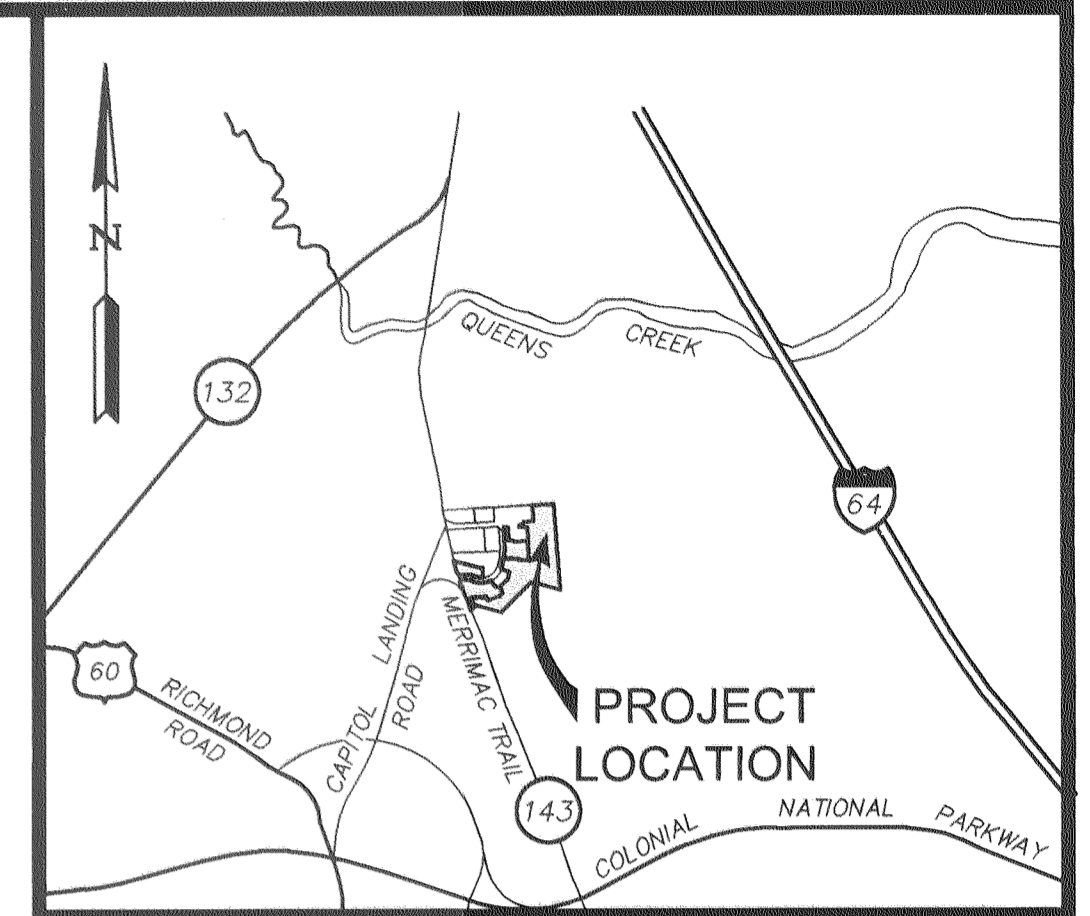 N
QUEENS CREEK
132
64
CAPITOL LANDING
ROAD
MERRIMAC TRAIL
60
RICHMOND
ROAD
PROJECT
LOCATION
143
COLONIAL NATIONAL PARKWAY